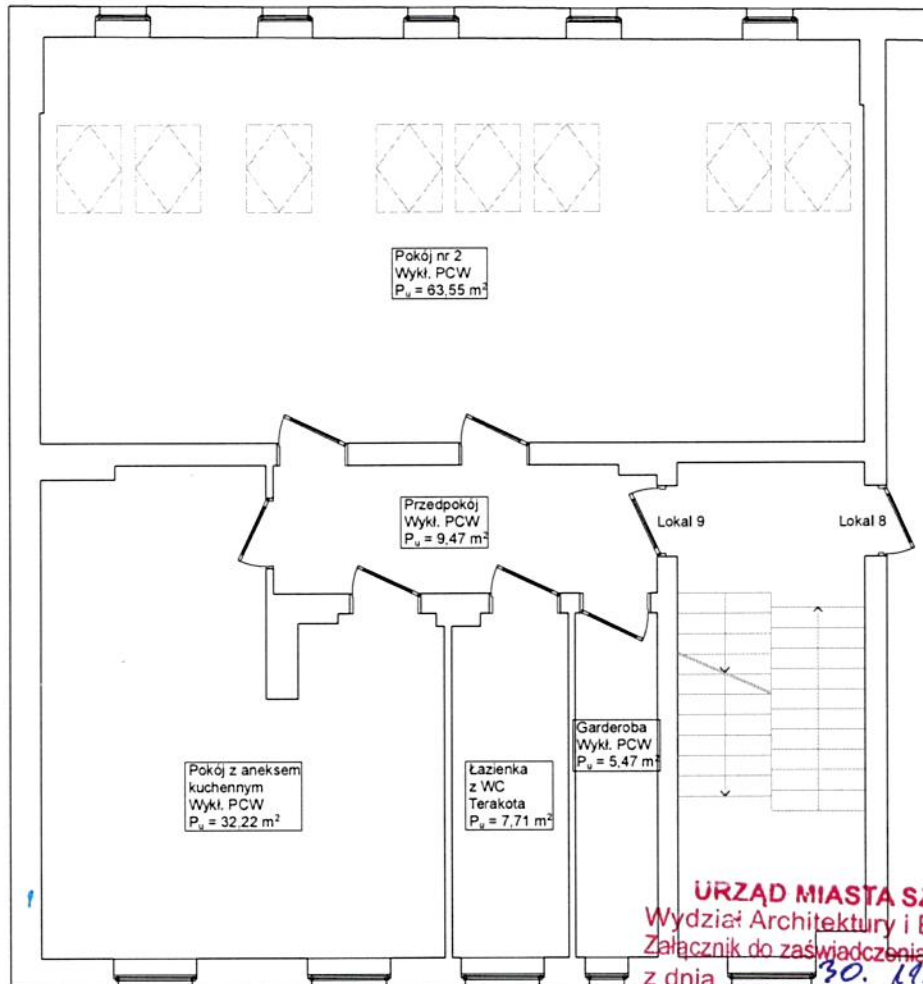 Pokój nr 2
Wykł. PCW
Pᵤ = 63,55 m²
Przedpokój
Wykł. PCW
Pᵤ = 9,47 m²
Lokal 9
Lokal 8
Garderoba
Wykł. PCW
Pᵤ = 5,47 m²
Pokój z aneksem
kuchennym
Wykł. PCW
Pᵤ = 32,22 m²
Łazienka
z WC
Terakota
Pᵤ = 7,71 m²
URZĄD MIASTA
Wydział Architektury i
Załącznik do zaświadczenia
z dnia 30.